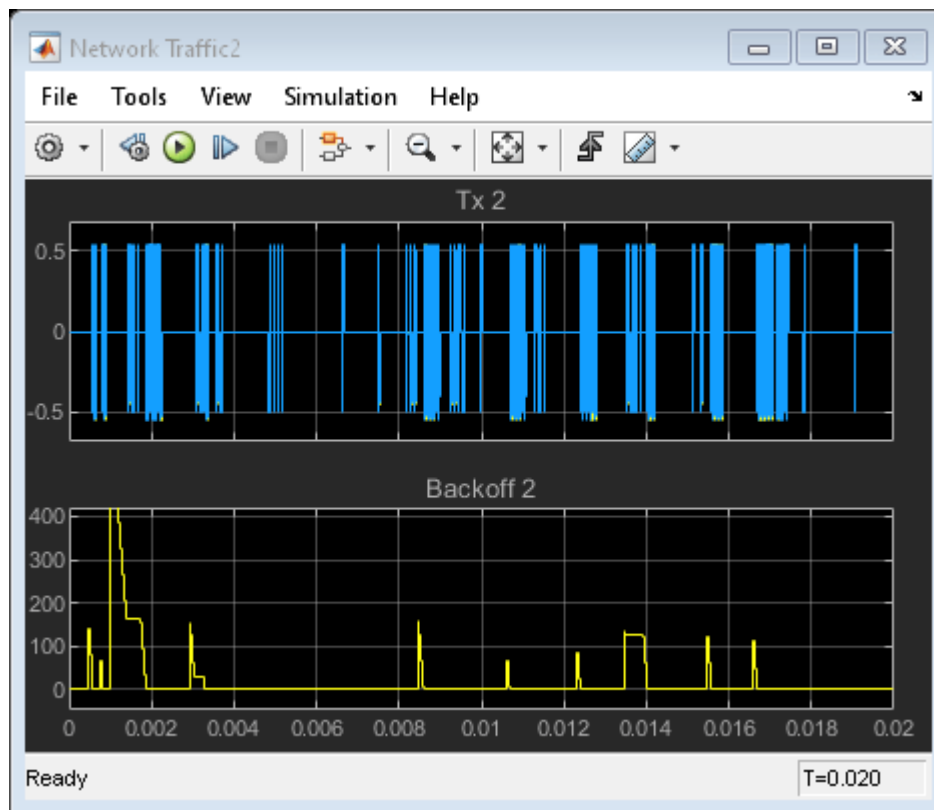 Network Traffic2
File Tools View Simulation Help
Tx 2
0.5
0
-0.5
Backoff 2
400
300
200
100
0
0 0.002 0.004 0.006 0.008 0.01 0.012 0.014 0.016 0.018 0.02
Ready T=0.020